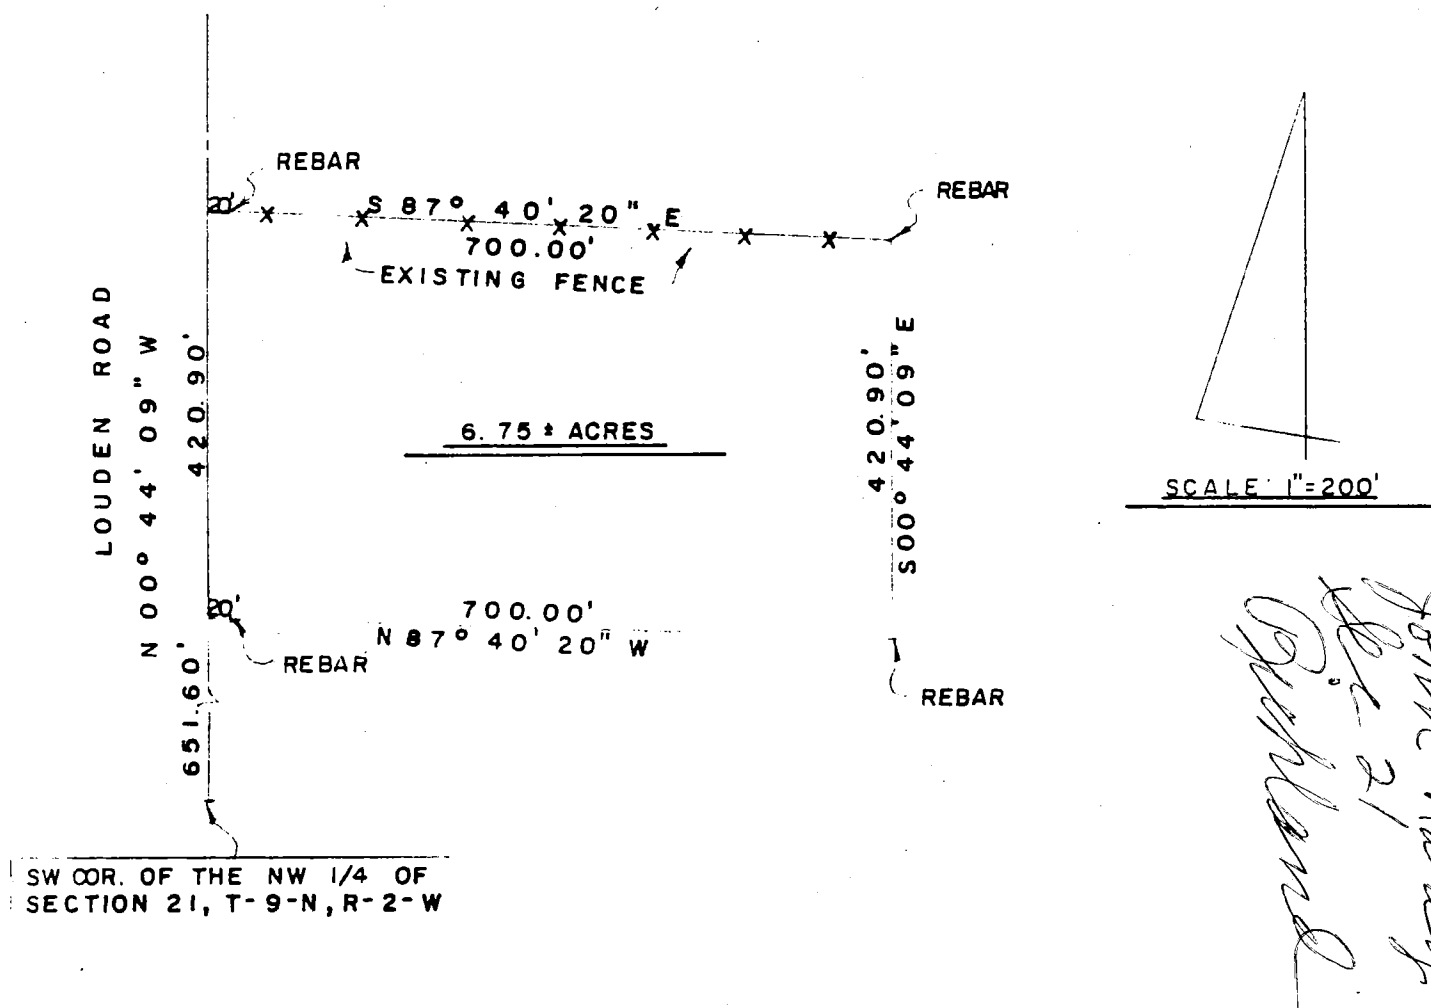 REBAR
REBAR
20'
S 87° 40' 20" E
700.00'
EXISTING FENCE
LOUDEN ROAD
N 00° 44' 09" W
420.90'
6.75 ± ACRES
420.90'
S 00° 44' 09" E
SCALE: 1"=200'
20'
700.00'
N 87° 40' 20" W
REBAR
REBAR
651.60'
SW COR. OF THE NW 1/4 OF
SECTION 21, T-9-N, R-2-W
21
Richland